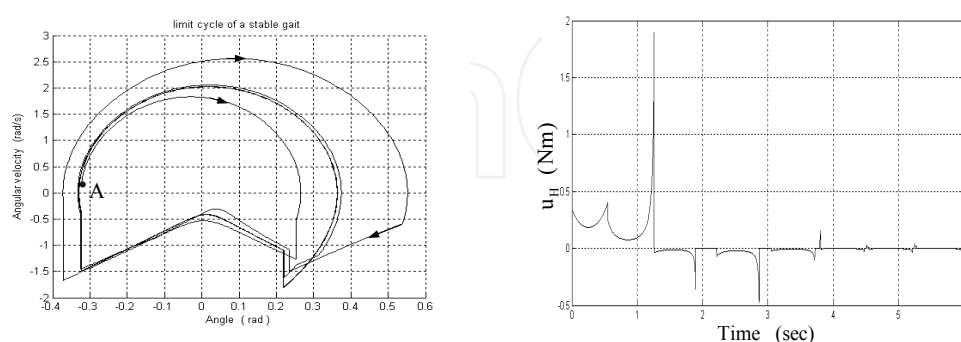 limit cycle of a stable gait
3
2.5
2
1.5
1
0.5
0
-0.5
-1
-1.5
-2
Angular velocity (rad/s)
A
-0.4 -0.3 -0.2 -0.1 0 0.1 0.2 0.3 0.4 0.5 0.6
Angle ( rad )
2
1.5
1
0.5
0
-0.5
u_H (Nm)
0 1 2 3 4 5
Time (sec)